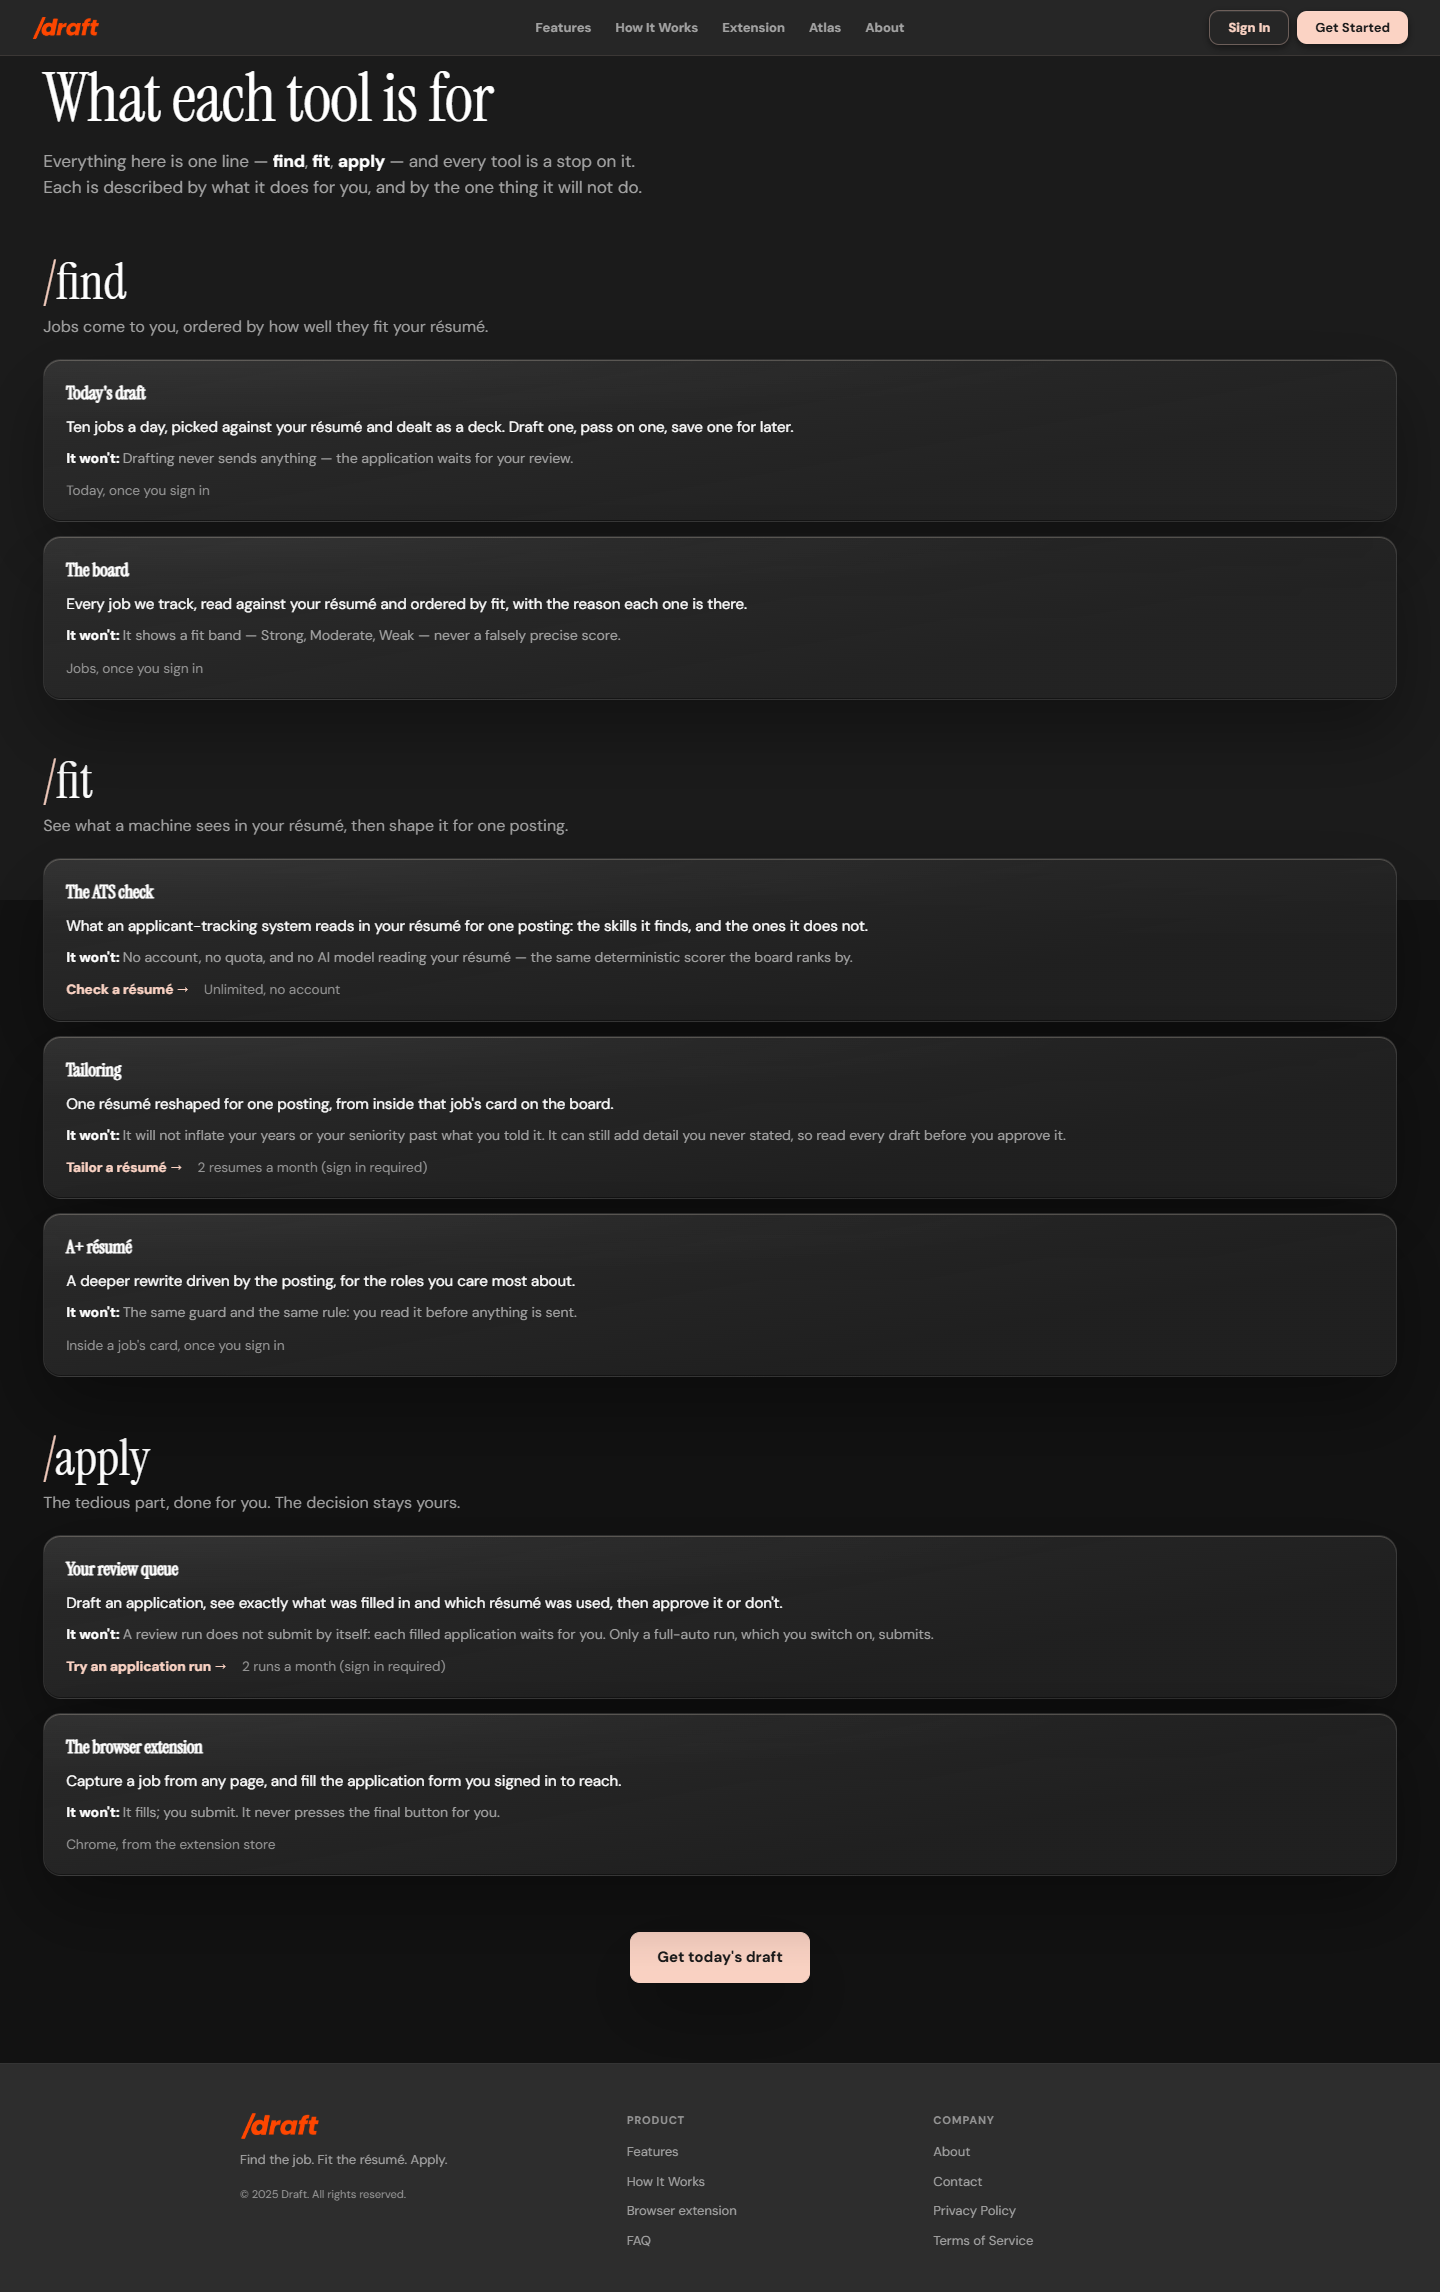 /draft
Features
How It Works
Extension
Atlas
About
Sign In
Get Started
What each tool is for
Everything here is one line — find, fit, apply — and every tool is a stop on it.
Each is described by what it does for you, and by the one thing it will not do.
/find
Jobs come to you, ordered by how well they fit your résumé.
Today's draft
Ten jobs a day, picked against your résumé and dealt as a deck. Draft one, pass on one, save one for later.
It won't: Drafting never sends anything — the application waits for your review.
Today, once you sign in
The board
Every job we track, read against your résumé and ordered by fit, with the reason each one is there.
It won't: It shows a fit band — Strong, Moderate, Weak — never a falsely precise score.
Jobs, once you sign in
/fit
See what a machine sees in your résumé, then shape it for one posting.
The ATS check
What an applicant-tracking system reads in your résumé for one posting: the skills it finds, and the ones it does not.
It won't: No account, no quota, and no AI model reading your résumé — the same deterministic scorer the board ranks by.
Check a résumé → Unlimited, no account
Tailoring
One résumé reshaped for one posting, from inside that job's card on the board.
It won't: It will not inflate your years or your seniority past what you told it. It can still add detail you never stated, so read every draft before you approve it.
Tailor a résumé → 2 resumes a month (sign in required)
A+ résumé
A deeper rewrite driven by the posting, for the roles you care most about.
It won't: The same guard and the same rule: you read it before anything is sent.
Inside a job's card, once you sign in
/apply
The tedious part, done for you. The decision stays yours.
Your review queue
Draft an application, see exactly what was filled in and which résumé was used, then approve it or don't.
It won't: A review run does not submit by itself: each filled application waits for you. Only a full-auto run, which you switch on, submits.
Try an application run → 2 runs a month (sign in required)
The browser extension
Capture a job from any page, and fill the application form you signed in to reach.
It won't: It fills; you submit. It never presses the final button for you.
Chrome, from the extension store
Get today's draft
/draft
Find the job. Fit the résumé. Apply.
© 2025 Draft. All rights reserved.
PRODUCT
Features
How It Works
Browser extension
FAQ
COMPANY
About
Contact
Privacy Policy
Terms of Service